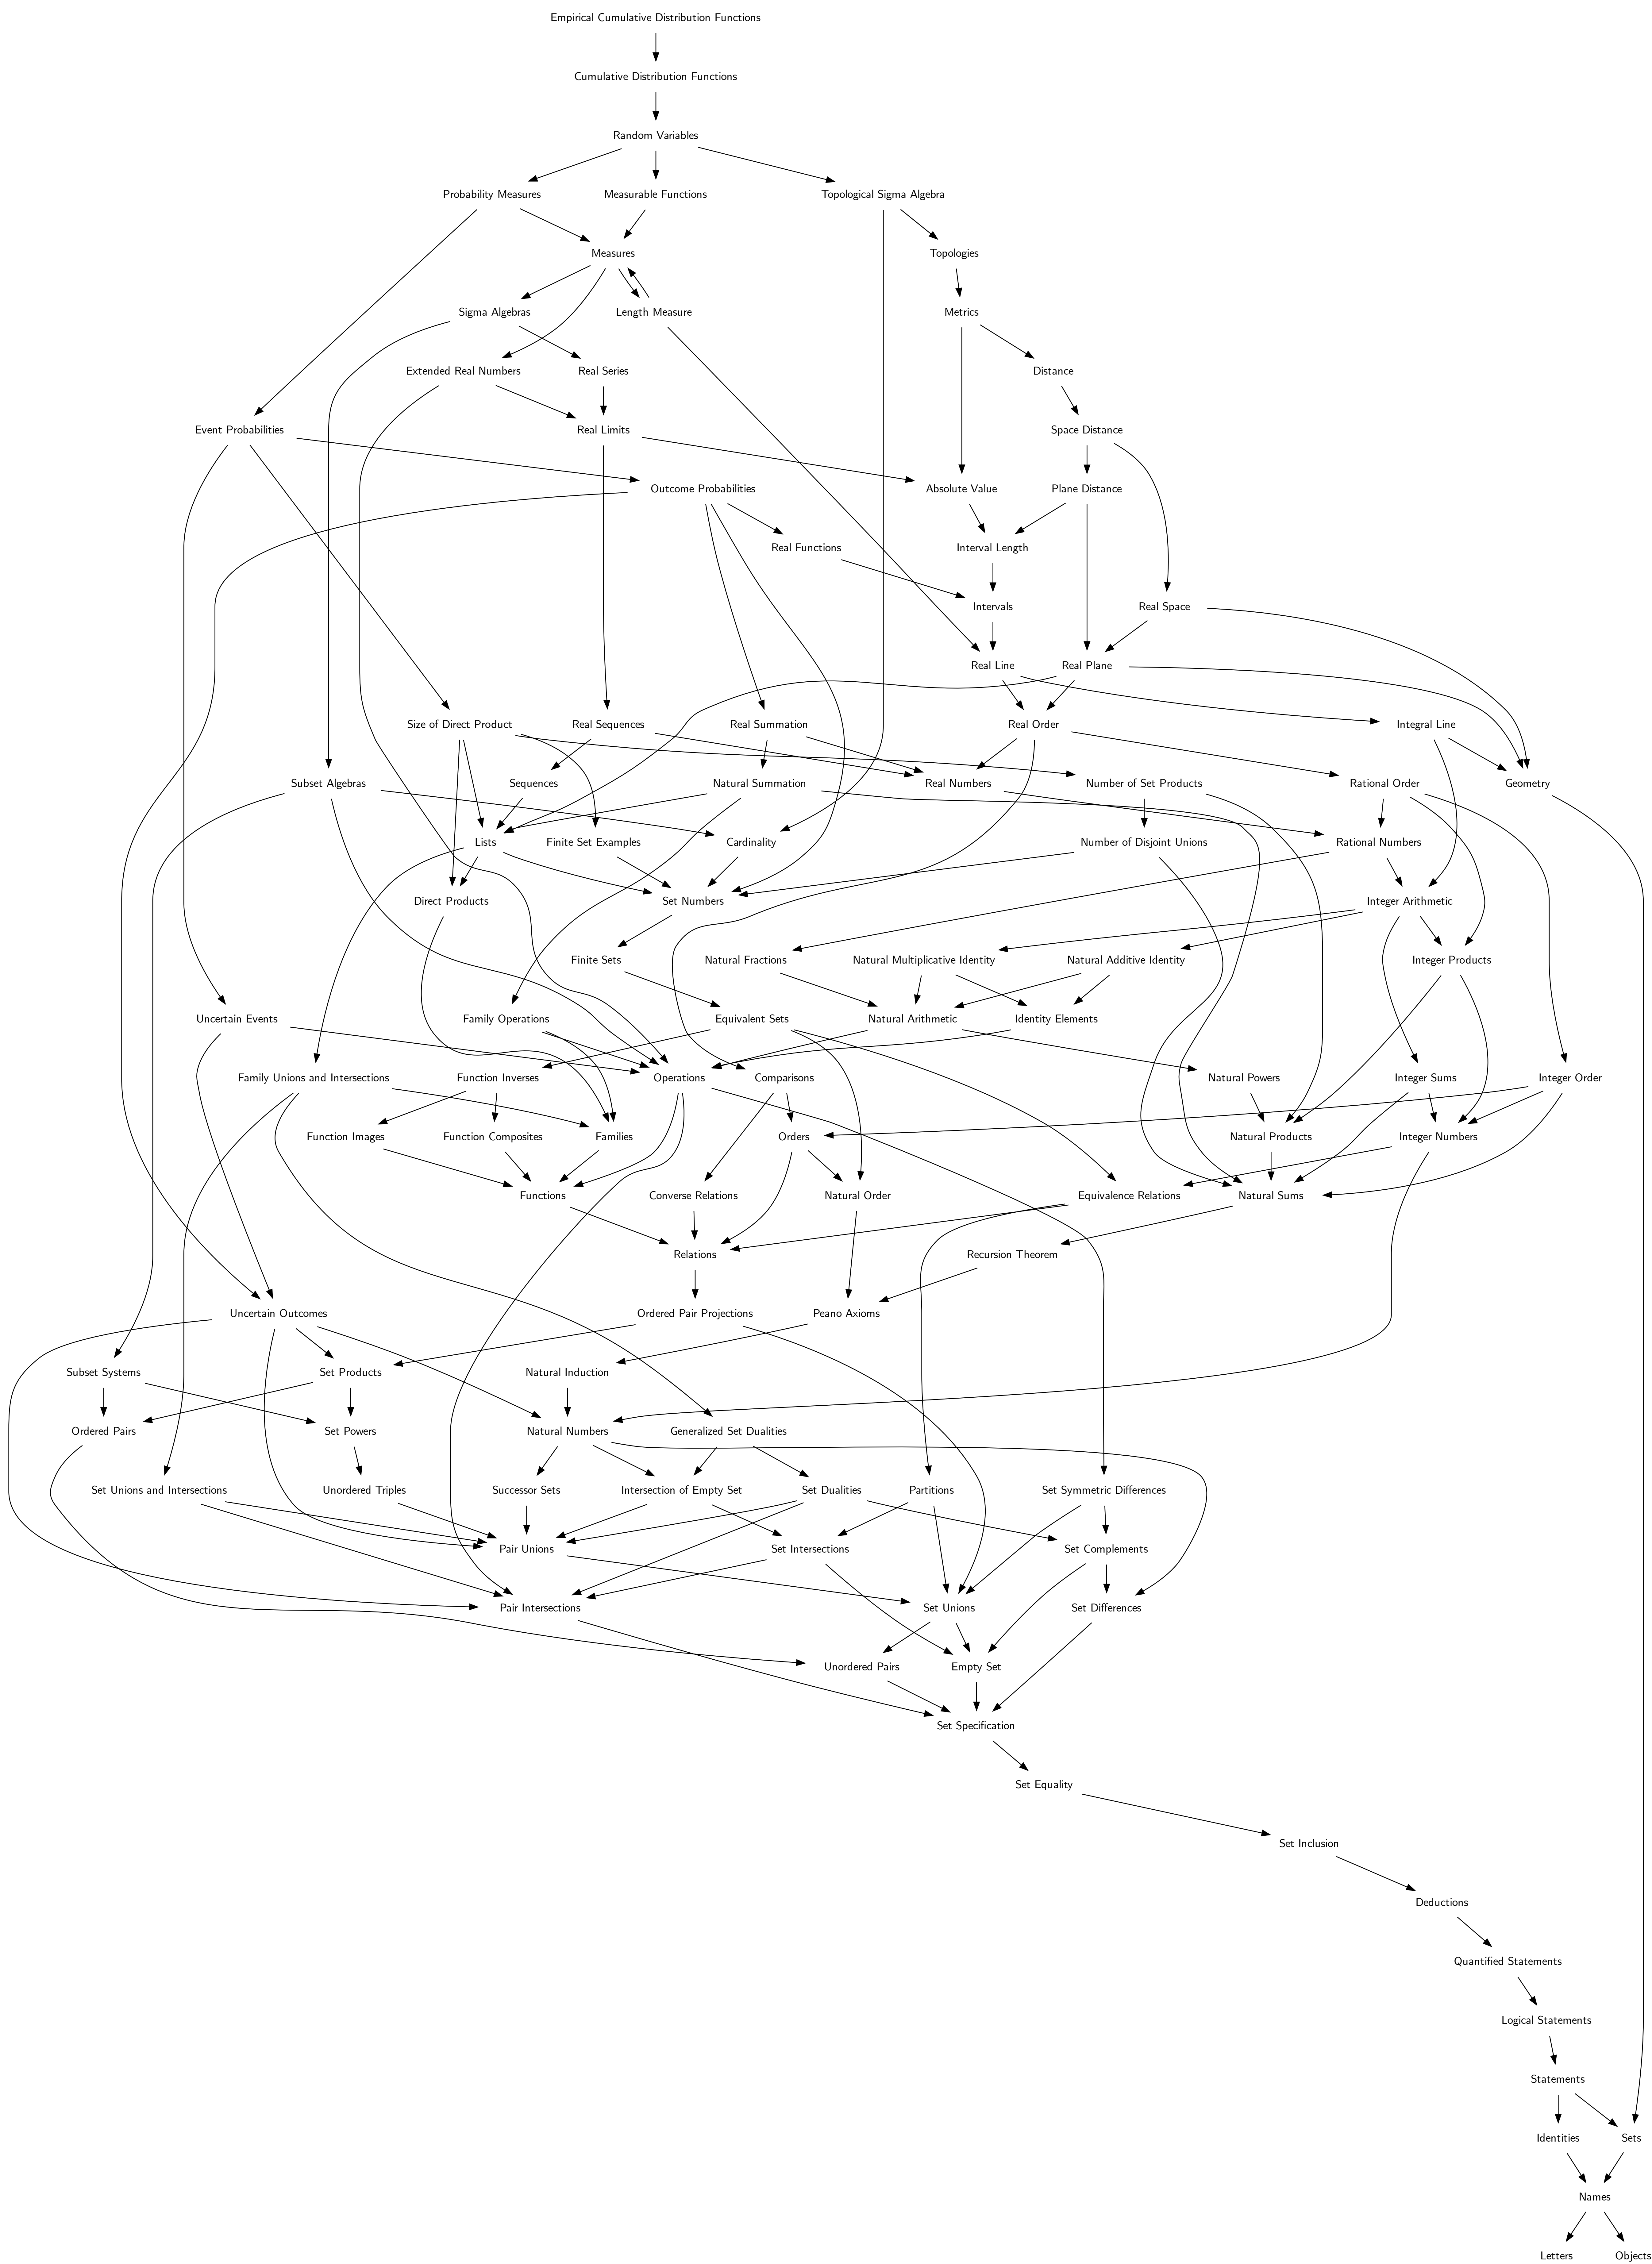 Empirical Cumulative Distribution Functions
Cumulative Distribution Functions
Random Variables
Probability Measures
Measurable Functions
Topological Sigma Algebra
Measures
Topologies
Sigma Algebras
Length Measure
Metrics
Extended Real Numbers
Real Series
Distance
Event Probabilities
Real Limits
Space Distance
Outcome Probabilities
Absolute Value
Plane Distance
Real Functions
Interval Length
Intervals
Real Space
Real Line
Real Plane
Size of Direct Product
Real Sequences
Real Summation
Real Order
Integral Line
Subset Algebras
Sequences
Natural Summation
Real Numbers
Number of Set Products
Rational Order
Geometry
Lists
Finite Set Examples
Cardinality
Number of Disjoint Unions
Rational Numbers
Direct Products
Set Numbers
Integer Arithmetic
Finite Sets
Natural Fractions
Natural Multiplicative Identity
Natural Additive Identity
Integer Products
Uncertain Events
Family Operations
Equivalent Sets
Natural Arithmetic
Identity Elements
Family Unions and Intersections
Function Inverses
Operations
Comparisons
Natural Powers
Integer Sums
Integer Order
Function Images
Function Composites
Families
Orders
Natural Products
Integer Numbers
Functions
Converse Relations
Natural Order
Equivalence Relations
Natural Sums
Relations
Recursion Theorem
Uncertain Outcomes
Ordered Pair Projections
Peano Axioms
Subset Systems
Set Products
Natural Induction
Ordered Pairs
Set Powers
Natural Numbers
Generalized Set Dualities
Set Unions and Intersections
Unordered Triples
Successor Sets
Intersection of Empty Set
Set Dualities
Partitions
Set Symmetric Differences
Pair Unions
Set Intersections
Set Complements
Pair Intersections
Set Unions
Set Differences
Unordered Pairs
Empty Set
Set Specification
Set Equality
Set Inclusion
Deductions
Quantified Statements
Logical Statements
Statements
Identities
Sets
Names
Letters
Objects